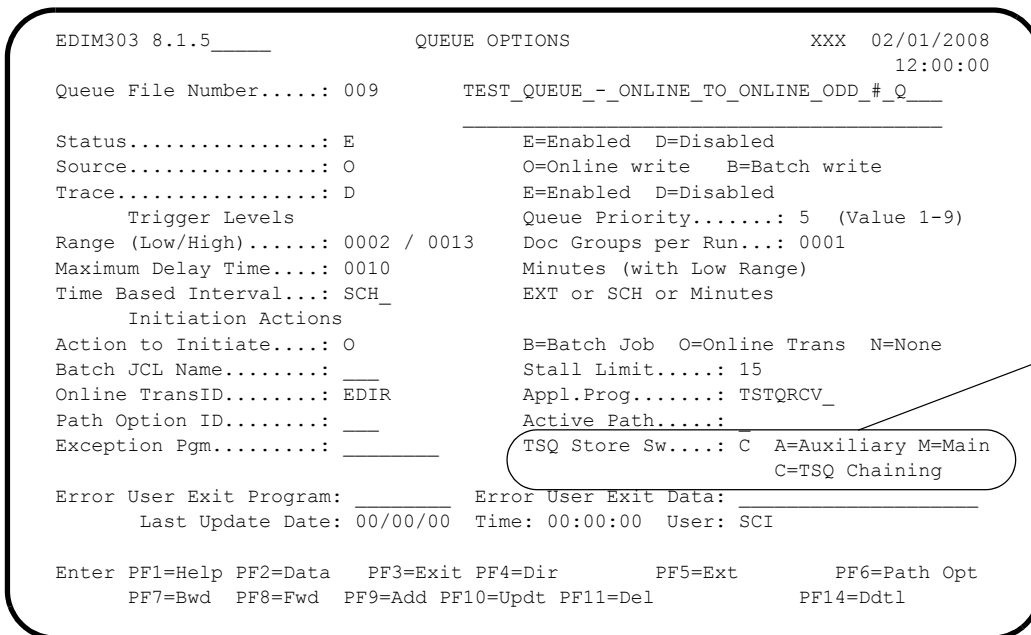 EDIM303 8.1.5_____ QUEUE OPTIONS XXX 02/01/2008
12:00:00
Queue File Number.....: 009 TEST_QUEUE_-_ONLINE_TO_ONLINE_ODD_#_Q___
________________________________________
Status................: E E=Enabled D=Disabled
Source................: O O=Online write B=Batch write
Trace.................: D E=Enabled D=Disabled
Trigger Levels Queue Priority.......: 5 (Value 1-9)
Range (Low/High)......: 0002 / 0013 Doc Groups per Run...: 0001
Maximum Delay Time....: 0010 Minutes (with Low Range)
Time Based Interval...: SCH_ EXT or SCH or Minutes
Initiation Actions
Action to Initiate....: O B=Batch Job O=Online Trans N=None
Batch JCL Name........: ___ Stall Limit.....: 15
Online TransID........: EDIR Appl.Prog.......: TSTQRCV_
Path Option ID........: ___ Active Path.....: _
Exception Pgm.........: ________ TSQ Store Sw....: C A=Auxiliary M=Main
C=TSQ Chaining
Error User Exit Program: ________ Error User Exit Data: ____________________
Last Update Date: 00/00/00 Time: 00:00:00 User: SCI
Enter PF1=Help PF2=Data PF3=Exit PF4=Dir PF5=Ext PF6=Path Opt
PF7=Bwd PF8=Fwd PF9=Add PF10=Updt PF11=Del PF14=Ddtl